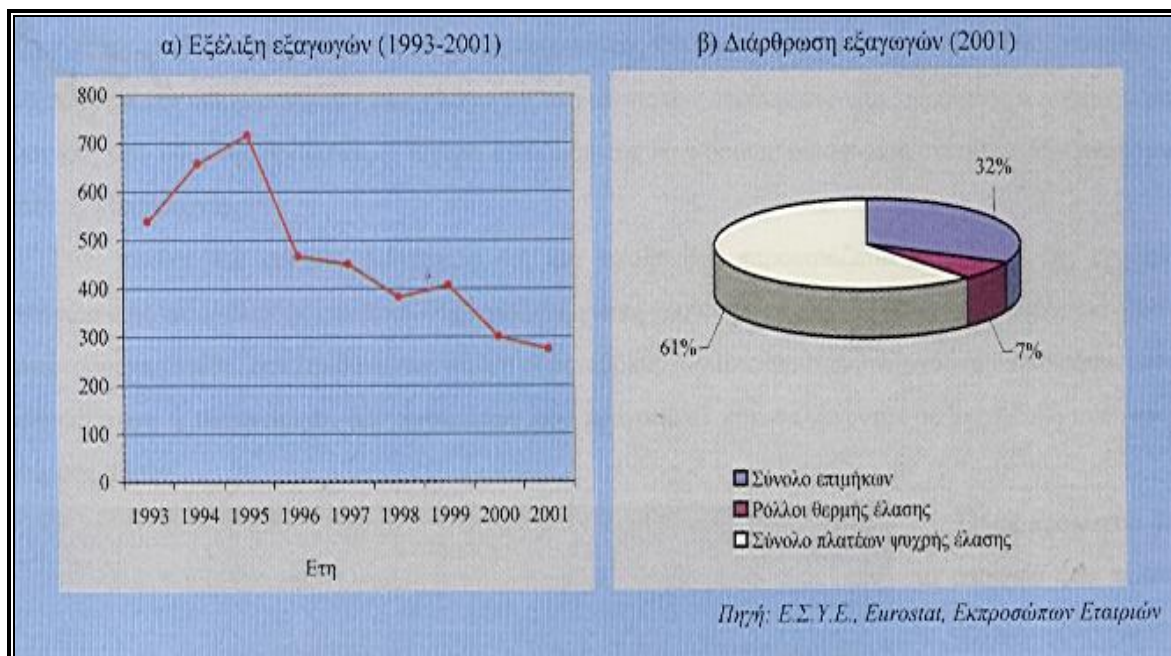 α) Εξέλιξη εξαγωγών (1993-2001)
800
700
600
500
400
300
200
100
0
1993 1994 1995 1996 1997 1998 1999 2000 2001
Ετη
β) Διάρθρωση εξαγωγών (2001)
32%
61%
7%
Σύνολο επιμήκων
Ρόλλοι θερμής έλασης
Σύνολο πλατέων ψυχρής έλασης
Πηγή: Ε.Σ.Υ.Ε., Eurostat, Εκπροσώπων Εταιριών